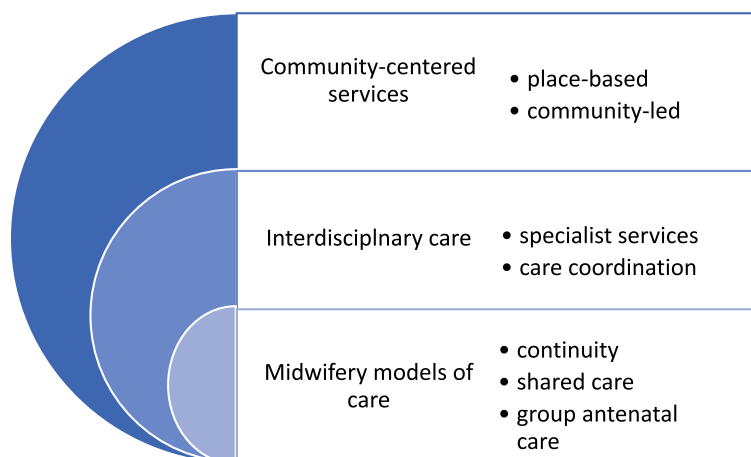 Community-centered
services
• place-based
• community-led
Interdisciplnary care
• specialist services
• care coordination
Midwifery models of
care
• continuity
• shared care
• group antenatal
care